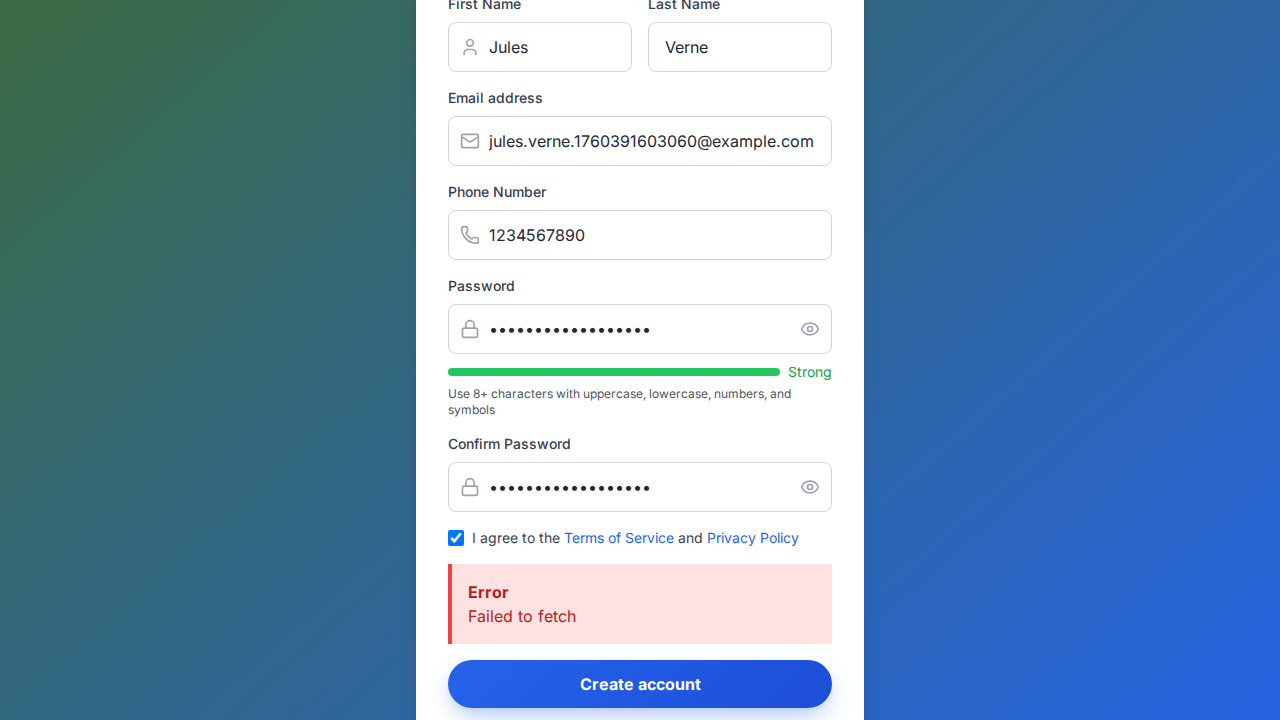 First Name
Last Name
Jules
Verne
Email address
jules.verne.1760391603060@example.com
Phone Number
1234567890
Password
••••••••••••••••••
Strong
Use 8+ characters with uppercase, lowercase, numbers, and
symbols
Confirm Password
••••••••••••••••••
I agree to the Terms of Service and Privacy Policy
Error
Failed to fetch
Create account